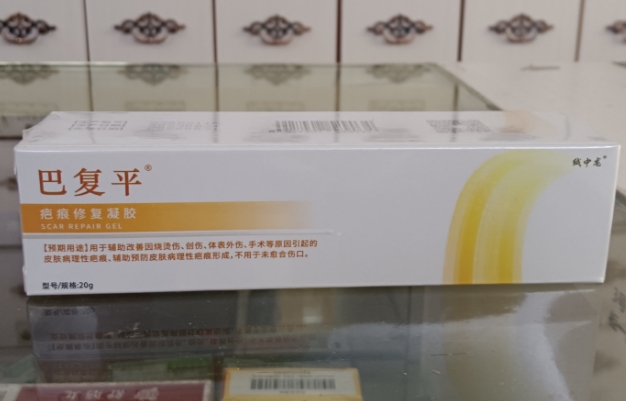 巴复平®
疤痕修复凝胶
SCAR REPAIR GEL
【预期用途】用于辅助改善因烧烫伤、创伤、体表外伤、手术等原因引起的
皮肤病理性疤痕、辅助预防皮肤病理性疤痕形成，不用于未愈合伤口。
型号/规格:20g